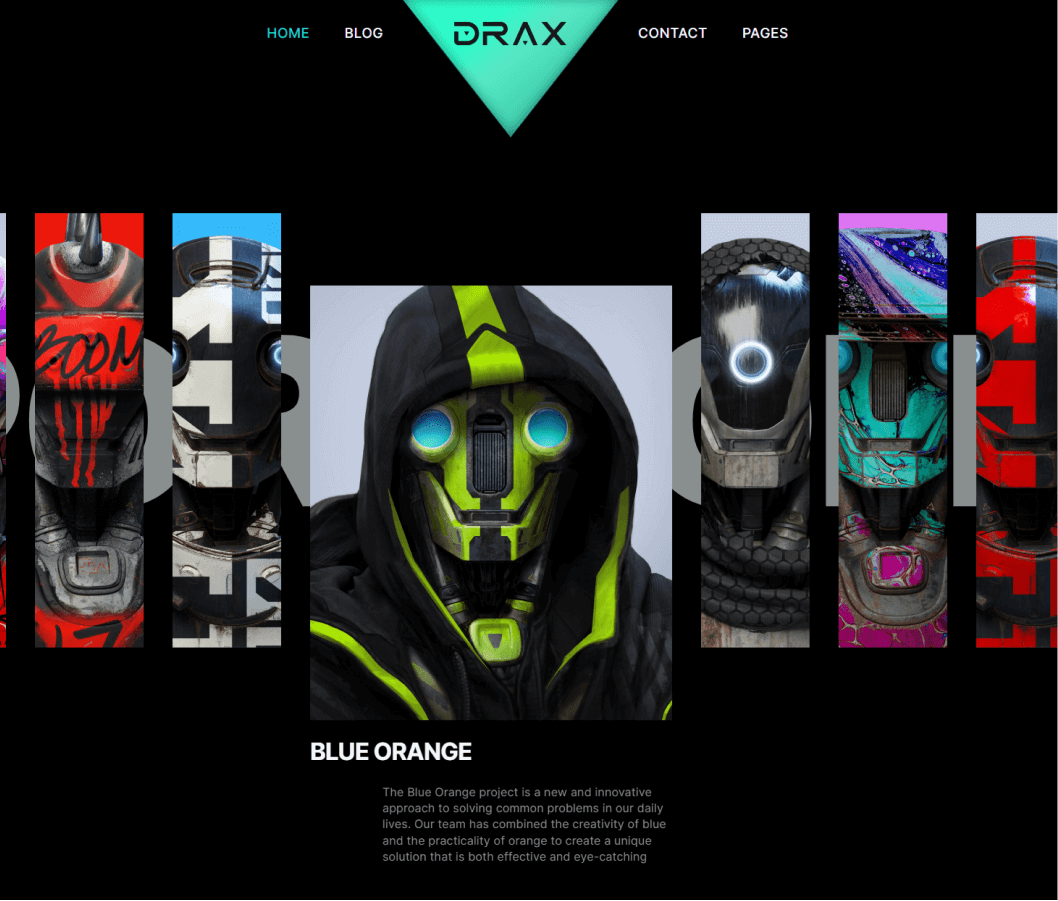 HOME
BLOG
DRAX
CONTACT
PAGES
BOOM
BLUE ORANGE
The Blue Orange project is a new and innovative
approach to solving common problems in our daily
lives. Our team has combined the creativity of blue
and the practicality of orange to create a unique
solution that is both effective and eye-catching